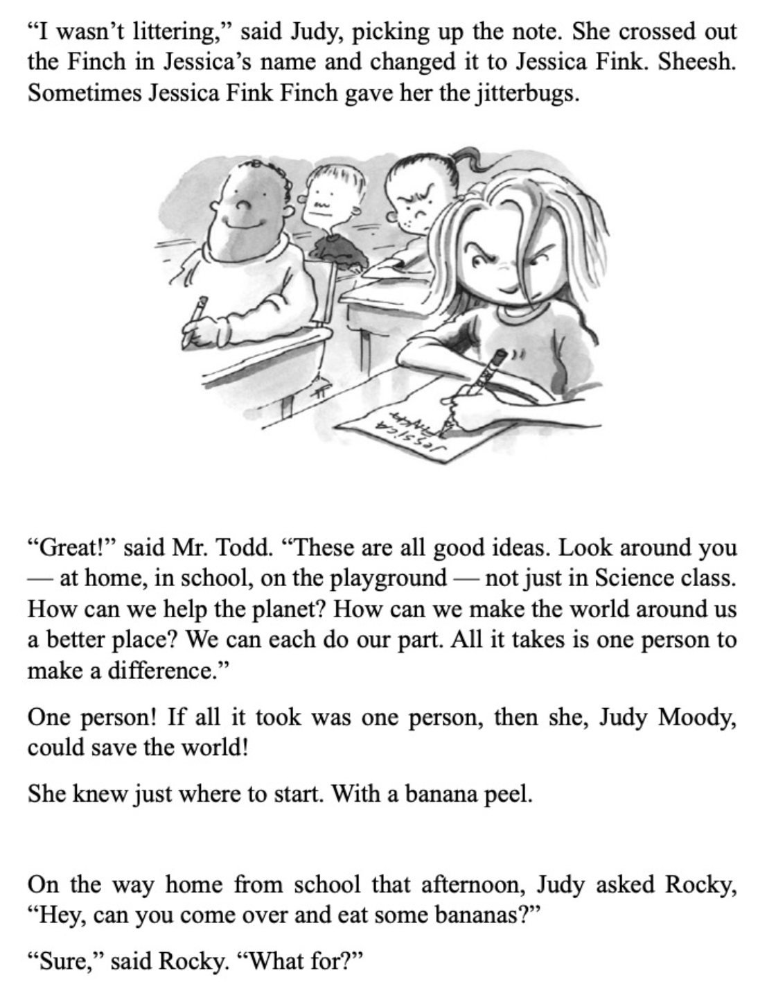 “I wasn’t littering,” said Judy, picking up the note. She crossed out
the Finch in Jessica’s name and changed it to Jessica Fink. Sheesh.
Sometimes Jessica Fink Finch gave her the jitterbugs.
Jessica
“Great!” said Mr. Todd. “These are all good ideas. Look around you
— at home, in school, on the playground — not just in Science class.
How can we help the planet? How can we make the world around us
a better place? We can each do our part. All it takes is one person to
make a difference.”
One person! If all it took was one person, then she, Judy Moody,
could save the world!
She knew just where to start. With a banana peel.
On the way home from school that afternoon, Judy asked Rocky,
“Hey, can you come over and eat some bananas?”
“Sure,” said Rocky. “What for?”